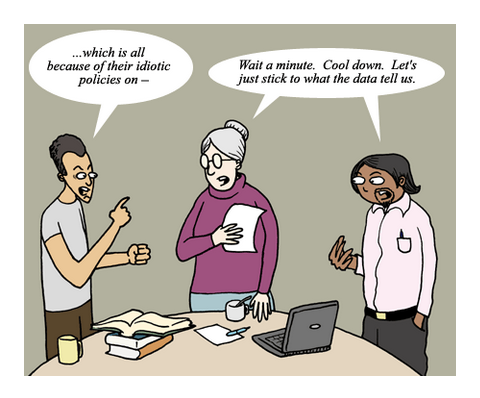 ...which is all
because of their idiotic
policies on –
Wait a minute.  Cool down.  Let's
just stick to what the data tell us.